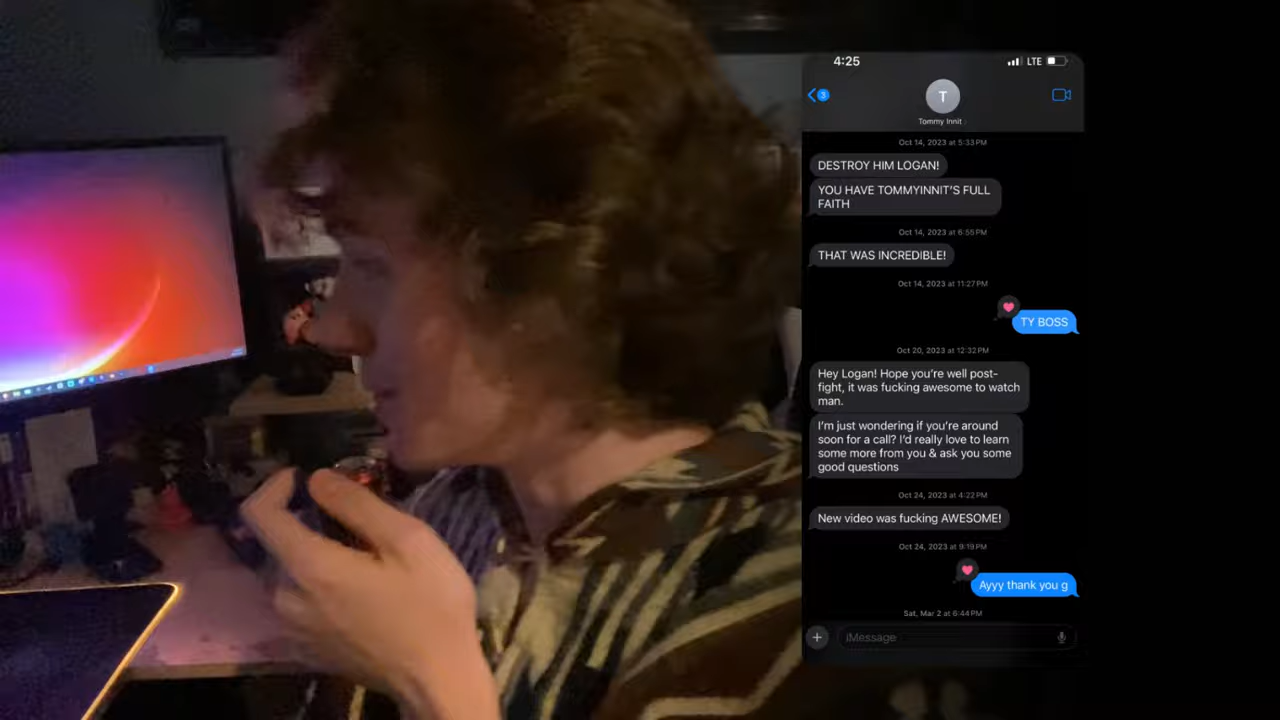 4:25
LTE
3
T
Tommy Innit
Oct 14, 2023 at 5:33 PM
DESTROY HIM LOGAN!
YOU HAVE TOMMYINNIT'S FULL
FAITH
Oct 14, 2023 at 6:55 PM
THAT WAS INCREDIBLE!
Oct 14, 2023 at 11:27 PM
TY BOSS
Oct 20, 2023 at 12:32 PM
Hey Logan! Hope you're well post-
fight, it was fucking awesome to watch
man.
I'm just wondering if you're around
soon for a call? I'd really love to learn
some more from you & ask you some
good questions
Oct 24, 2023 at 4:22 PM
New video was fucking AWESOME!
Oct 24, 2023 at 9:19 PM
Ayyy thank you g
Sat, Mar 2 at 6:44 PM
iMessage